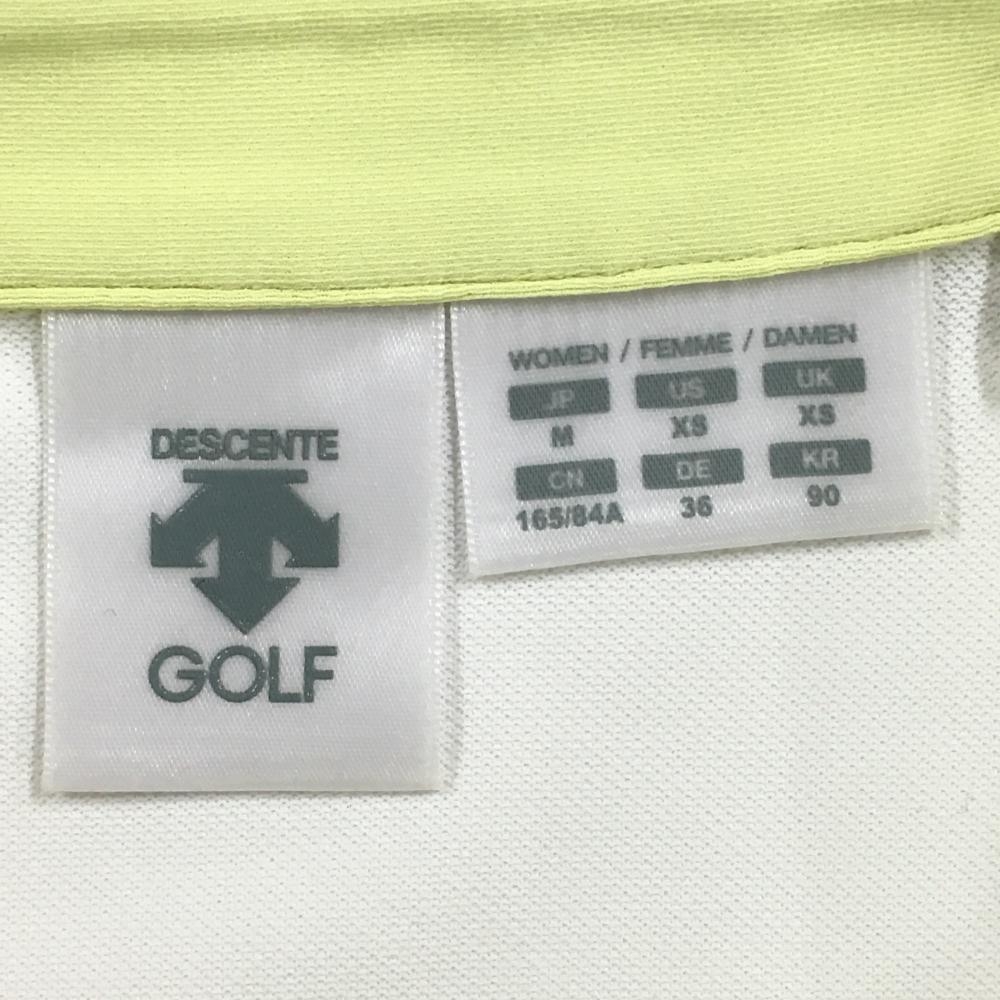 DESCENTE
GOLF
WOMEN / FEMME / DAMEN
JP US UK
M XS XS
CN DE KR
165/84A 36 90